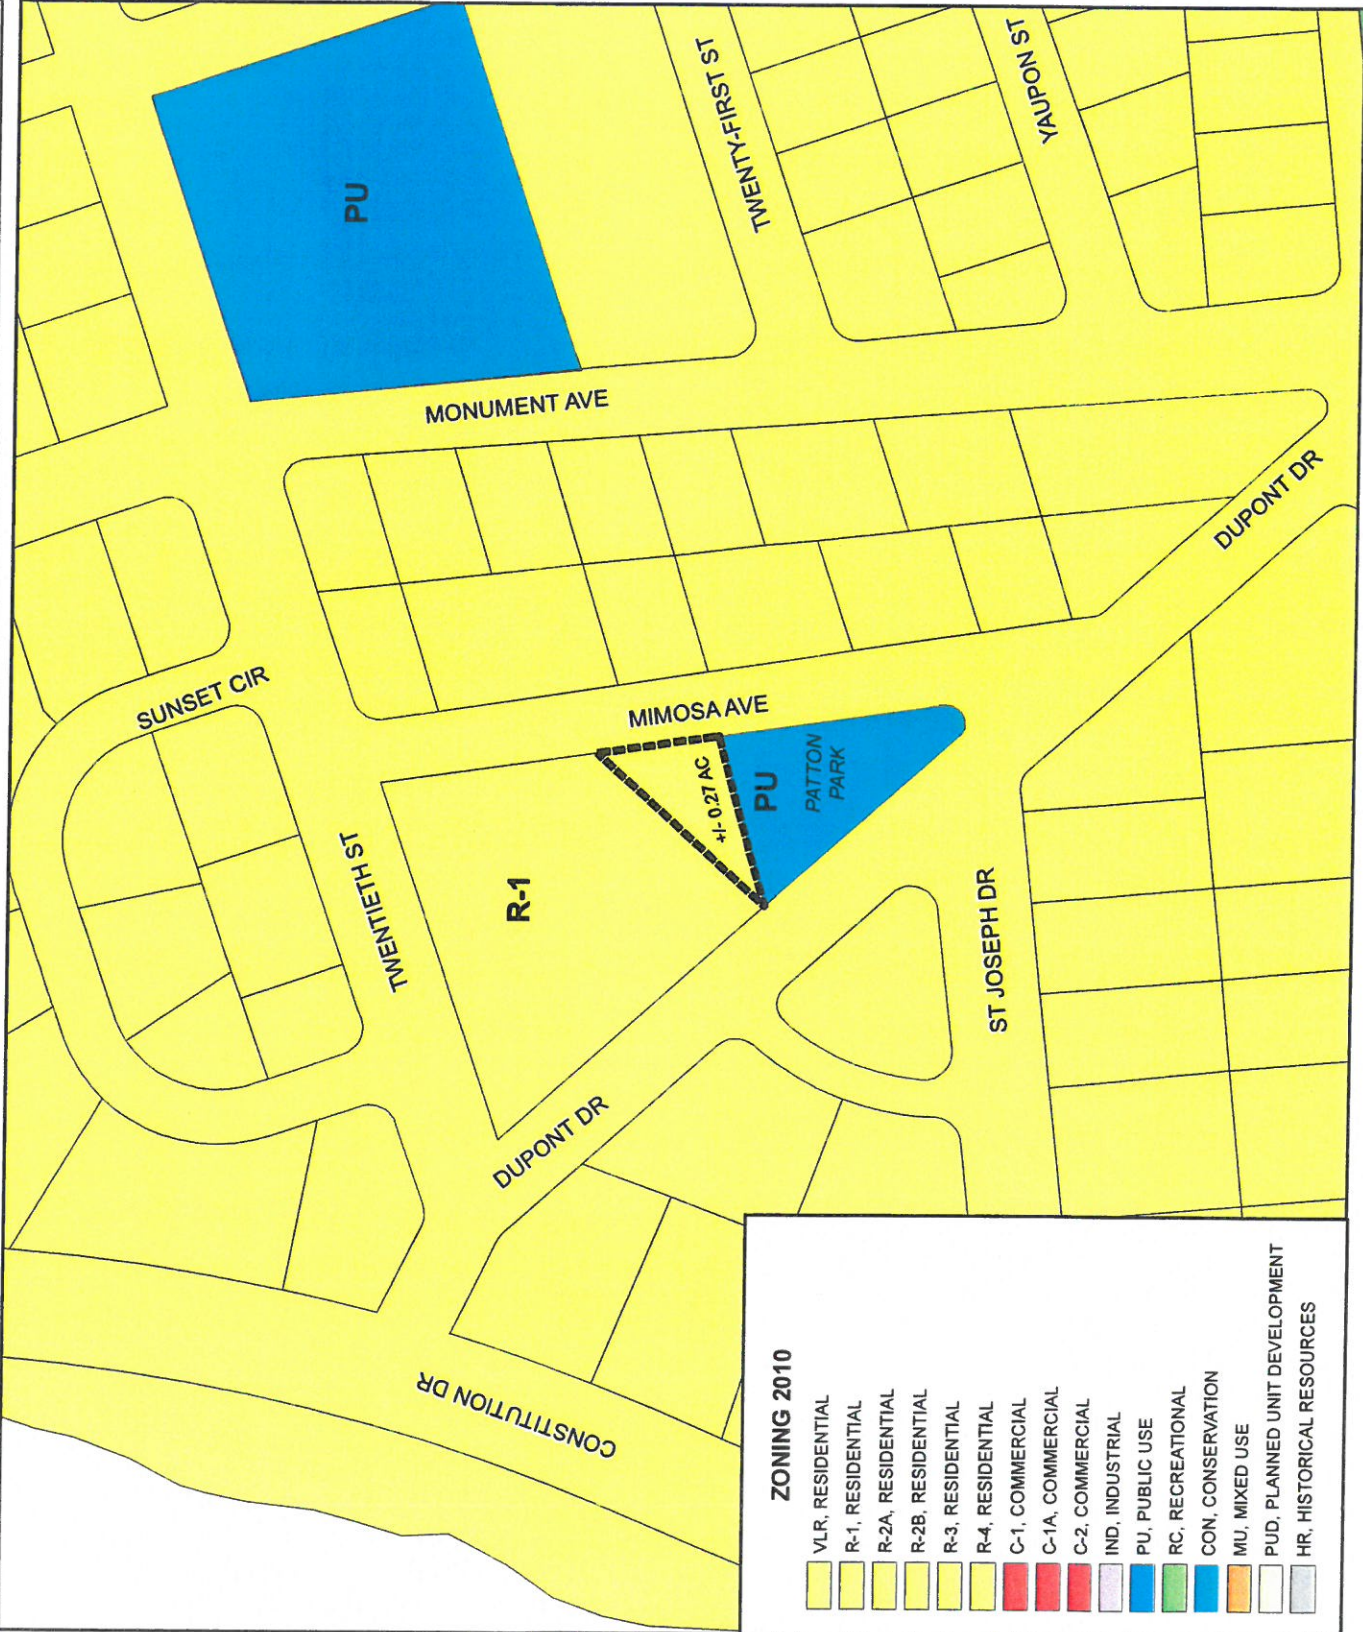 PU
TWENTY-FIRST ST
YAUPON ST
MONUMENT AVE
DUPONT DR
SUNSET CIR
MIMOSA AVE
+/- 0.27 AC
PU
PATTON
PARK
TWENTIETH ST
R-1
ST JOSEPH DR
DUPONT DR
CONSTITUTION DR
ZONING 2010
VLR, RESIDENTIAL
R-1, RESIDENTIAL
R-2A, RESIDENTIAL
R-2B, RESIDENTIAL
R-3, RESIDENTIAL
R-4, RESIDENTIAL
C-1, COMMERCIAL
C-1A, COMMERCIAL
C-2, COMMERCIAL
IND, INDUSTRIAL
PU, PUBLIC USE
RC, RECREATIONAL
CON, CONSERVATION
MU, MIXED USE
PUD, PLANNED UNIT DEVELOPMENT
HR, HISTORICAL RESOURCES